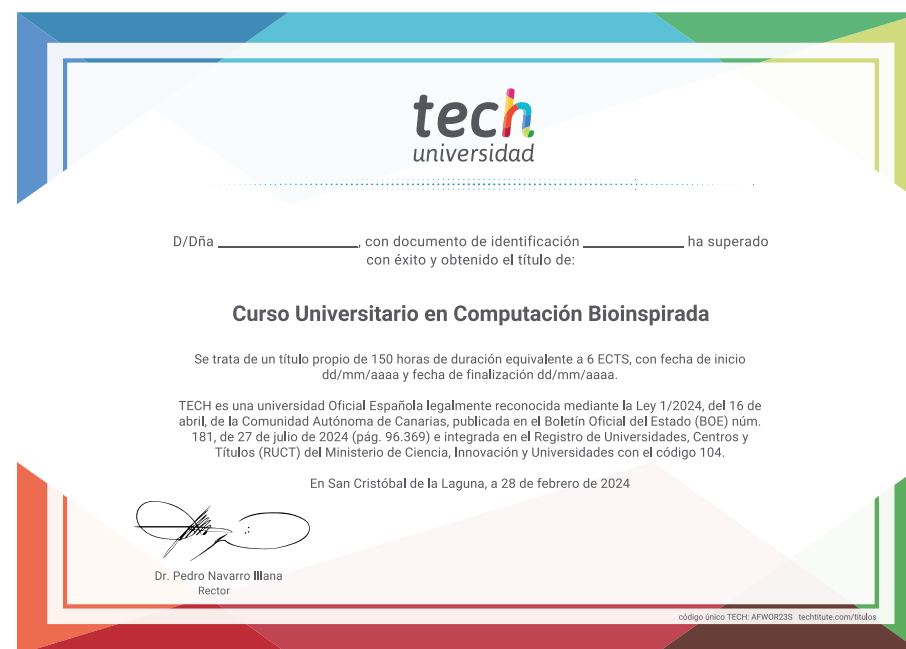 tech
universidad
D/Dña ________________, con documento de identificación ____________ ha superado
con éxito y obtenido el título de:
Curso Universitario en Computación Bioinspirada
Se trata de un título propio de 150 horas de duración equivalente a 6 ECTS, con fecha de inicio
dd/mm/aaaa y fecha de finalización dd/mm/aaaa.
TECH es una universidad Oficial Española legalmente reconocida mediante la Ley 1/2024, del 16 de
abril, de la Comunidad Autónoma de Canarias, publicada en el Boletín Oficial del Estado (BOE) núm.
181, de 27 de julio de 2024 (pág. 96.369) e integrada en el Registro de Universidades, Centros y
Títulos (RUCT) del Ministerio de Ciencia, Innovación y Universidades con el código 104.
En San Cristóbal de la Laguna, a 28 de febrero de 2024
Dr. Pedro Navarro Illana
Rector
código único TECH: AFWOR23S techtitute.com/titulos